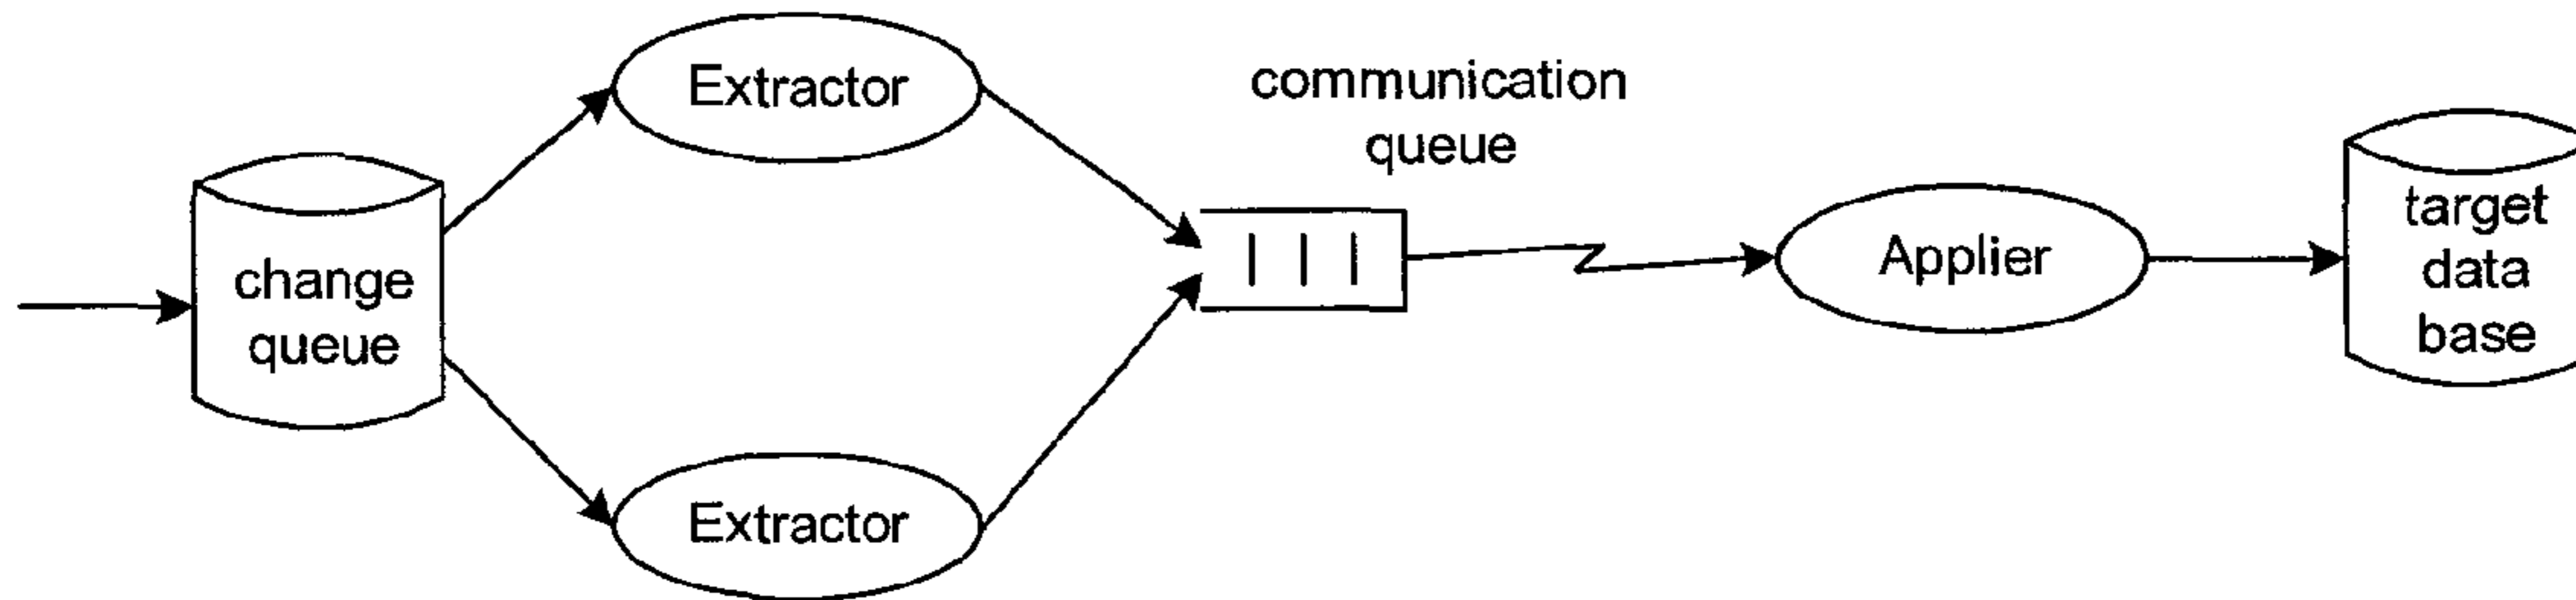 Extractor
communication
queue
change
queue
Applier
target
data
base
Extractor